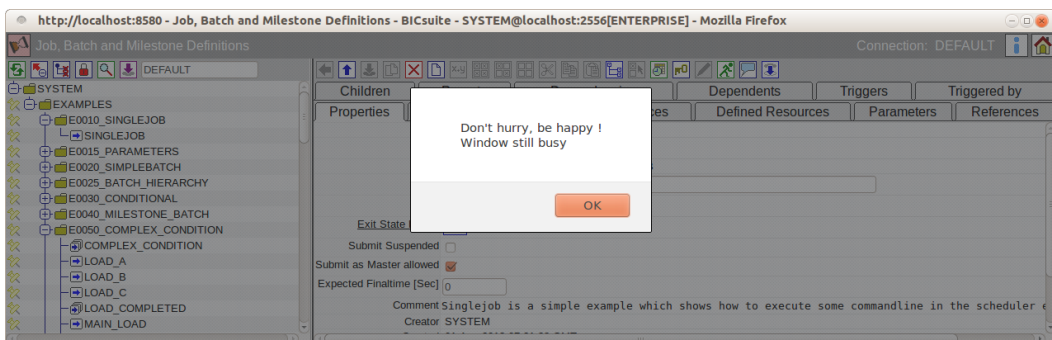 http://localhost:8580 - Job, Batch and Milestone Definitions - BICsuite - SYSTEM@localhost:2556[ENTERPRISE] - Mozilla Firefox
Job, Batch and Milestone Definitions
Connection: DEFAULT
DEFAULT
SYSTEM
EXAMPLES
E0010_SINGLEJOB
SINGLEJOB
E0015_PARAMETERS
E0020_SIMPLEBATCH
E0025_BATCH_HIERARCHY
E0030_CONDITIONAL
E0040_MILESTONE_BATCH
E0050_COMPLEX_CONDITION
COMPLEX_CONDITION
LOAD_A
LOAD_B
LOAD_C
LOAD_COMPLETED
MAIN_LOAD
Children Dependents Triggers Triggered by
Properties Defined Resources Parameters References
Don't hurry, be happy !
Window still busy
OK
Exit State
Submit Suspended
Submit as Master allowed
Expected Finaltime [Sec] 0
Comment Singlejob is a simple example which shows how to execute some commandline in the scheduler
Creator SYSTEM